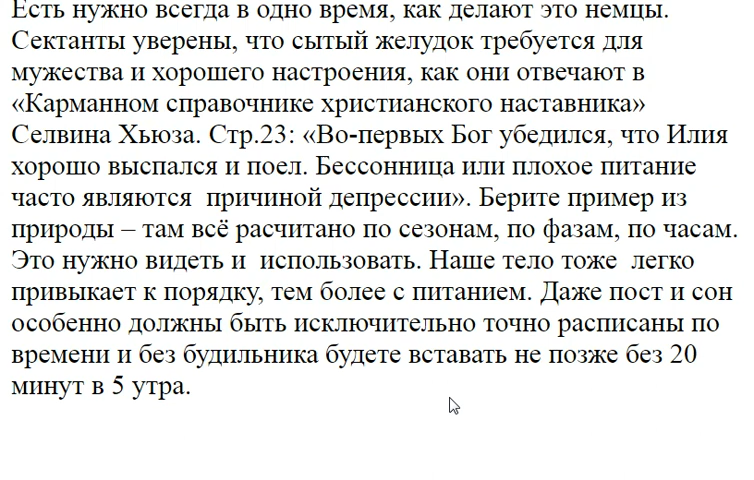 Есть нужно всегда в одно время, как делают это немцы.
Сектанты уверены, что сытый желудок требуется для
мужества и хорошего настроения, как они отвечают в
«Карманном справочнике христианского наставника»
Селвина Хьюза. Стр.23: «Во-первых Бог убедился, что Илия
хорошо выспался и поел. Бессонница или плохое питание
часто являются  причиной депрессии». Берите пример из
природы – там всё расчитано по сезонам, по фазам, по часам.
Это нужно видеть и  использовать. Наше тело тоже  легко
привыкает к порядку, тем более с питанием. Даже пост и сон
особенно должны быть исключительно точно расписаны по
времени и без будильника будете вставать не позже без 20
минут в 5 утра.